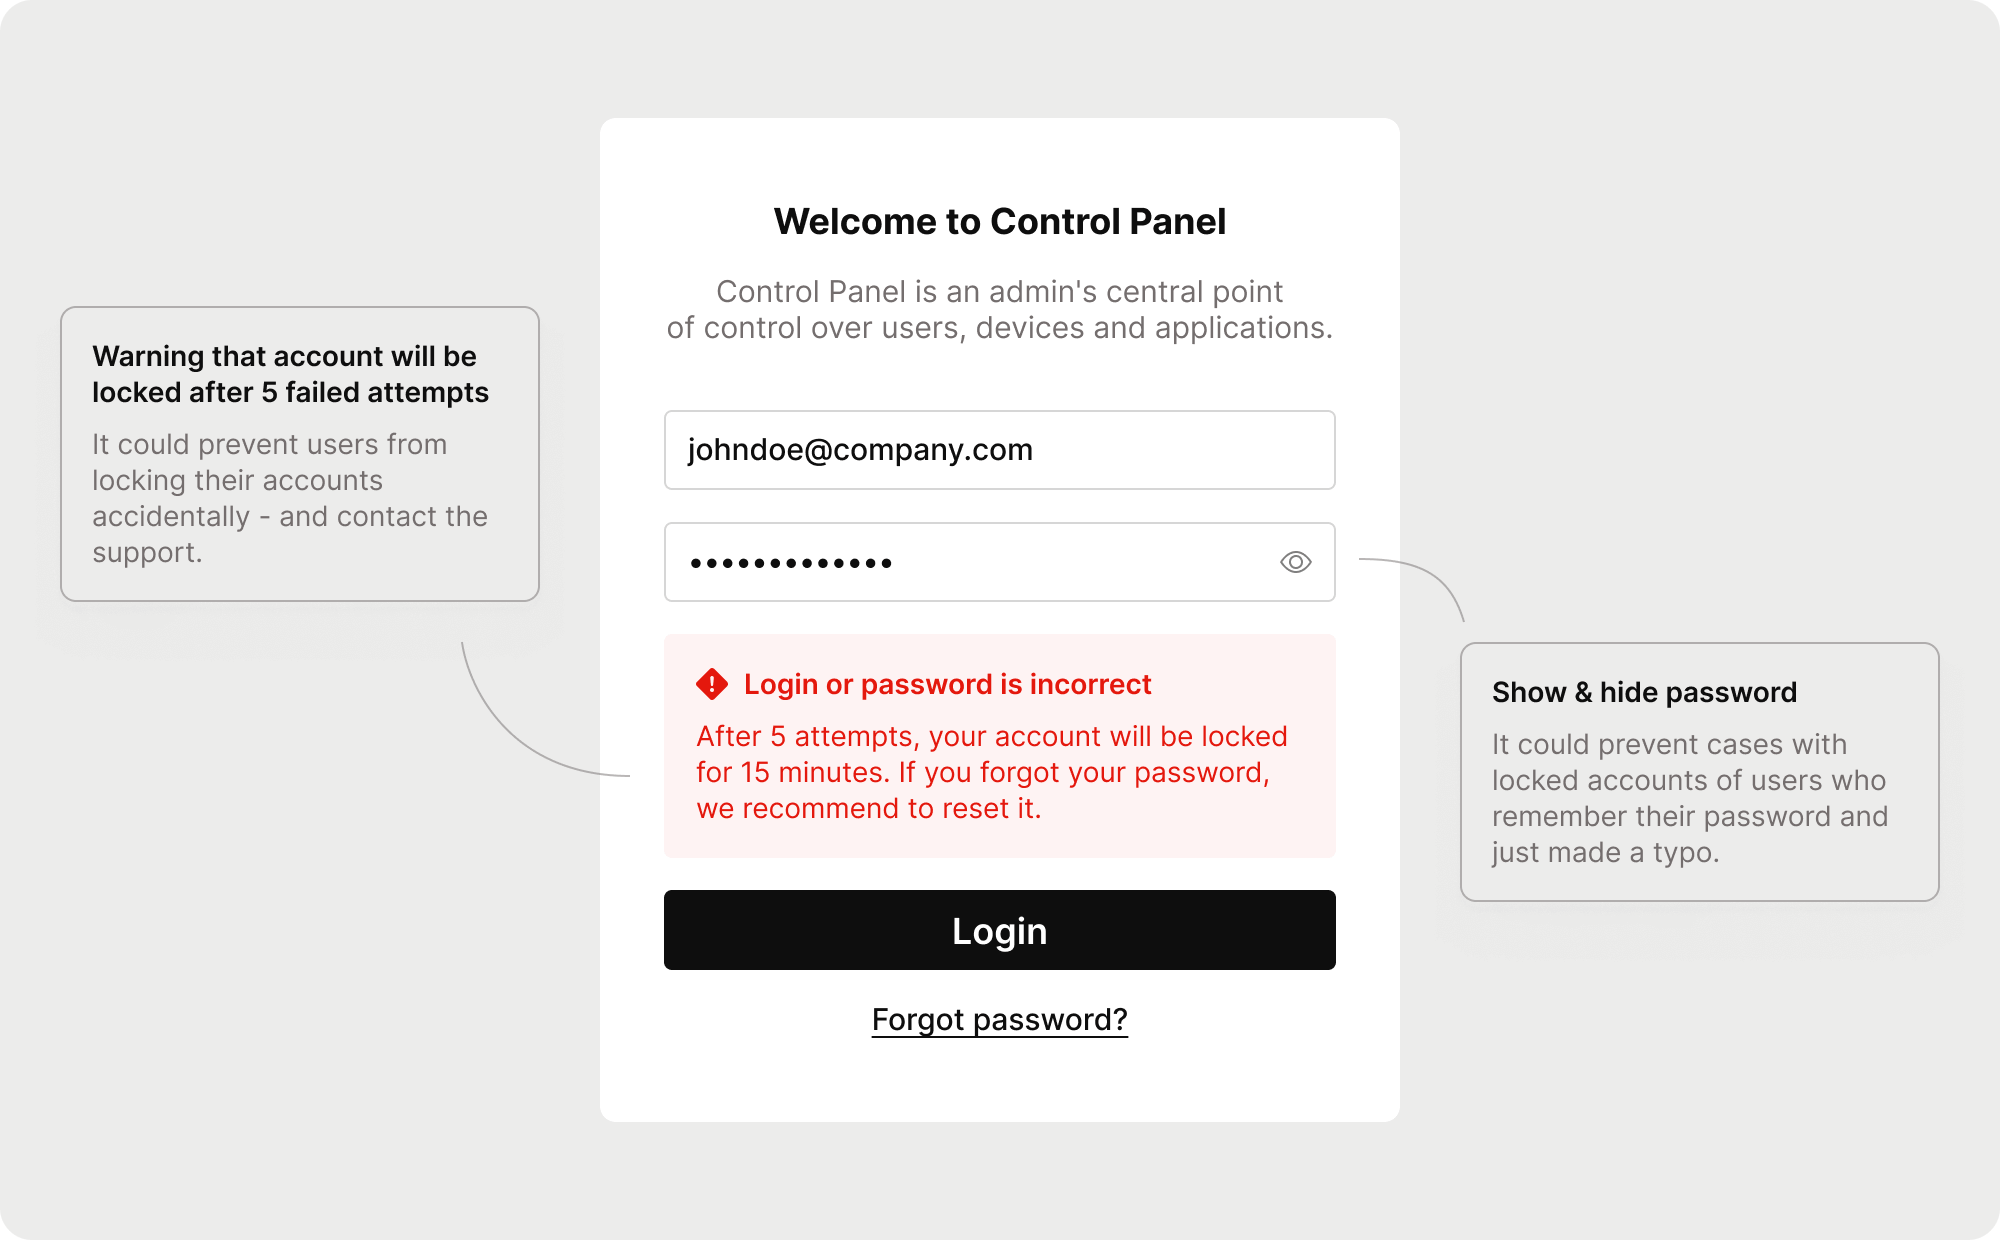 Welcome to Control Panel
Control Panel is an admin's central point
of control over users, devices and applications.
Warning that account will be
locked after 5 failed attempts
It could prevent users from
locking their accounts
accidentally - and contact the
support.
johndoe@company.com
•••••••••••••
Login or password is incorrect
After 5 attempts, your account will be locked
for 15 minutes. If you forgot your password,
we recommend to reset it.
Show & hide password
It could prevent cases with
locked accounts of users who
remember their password and
just made a typo.
Login
Forgot password?